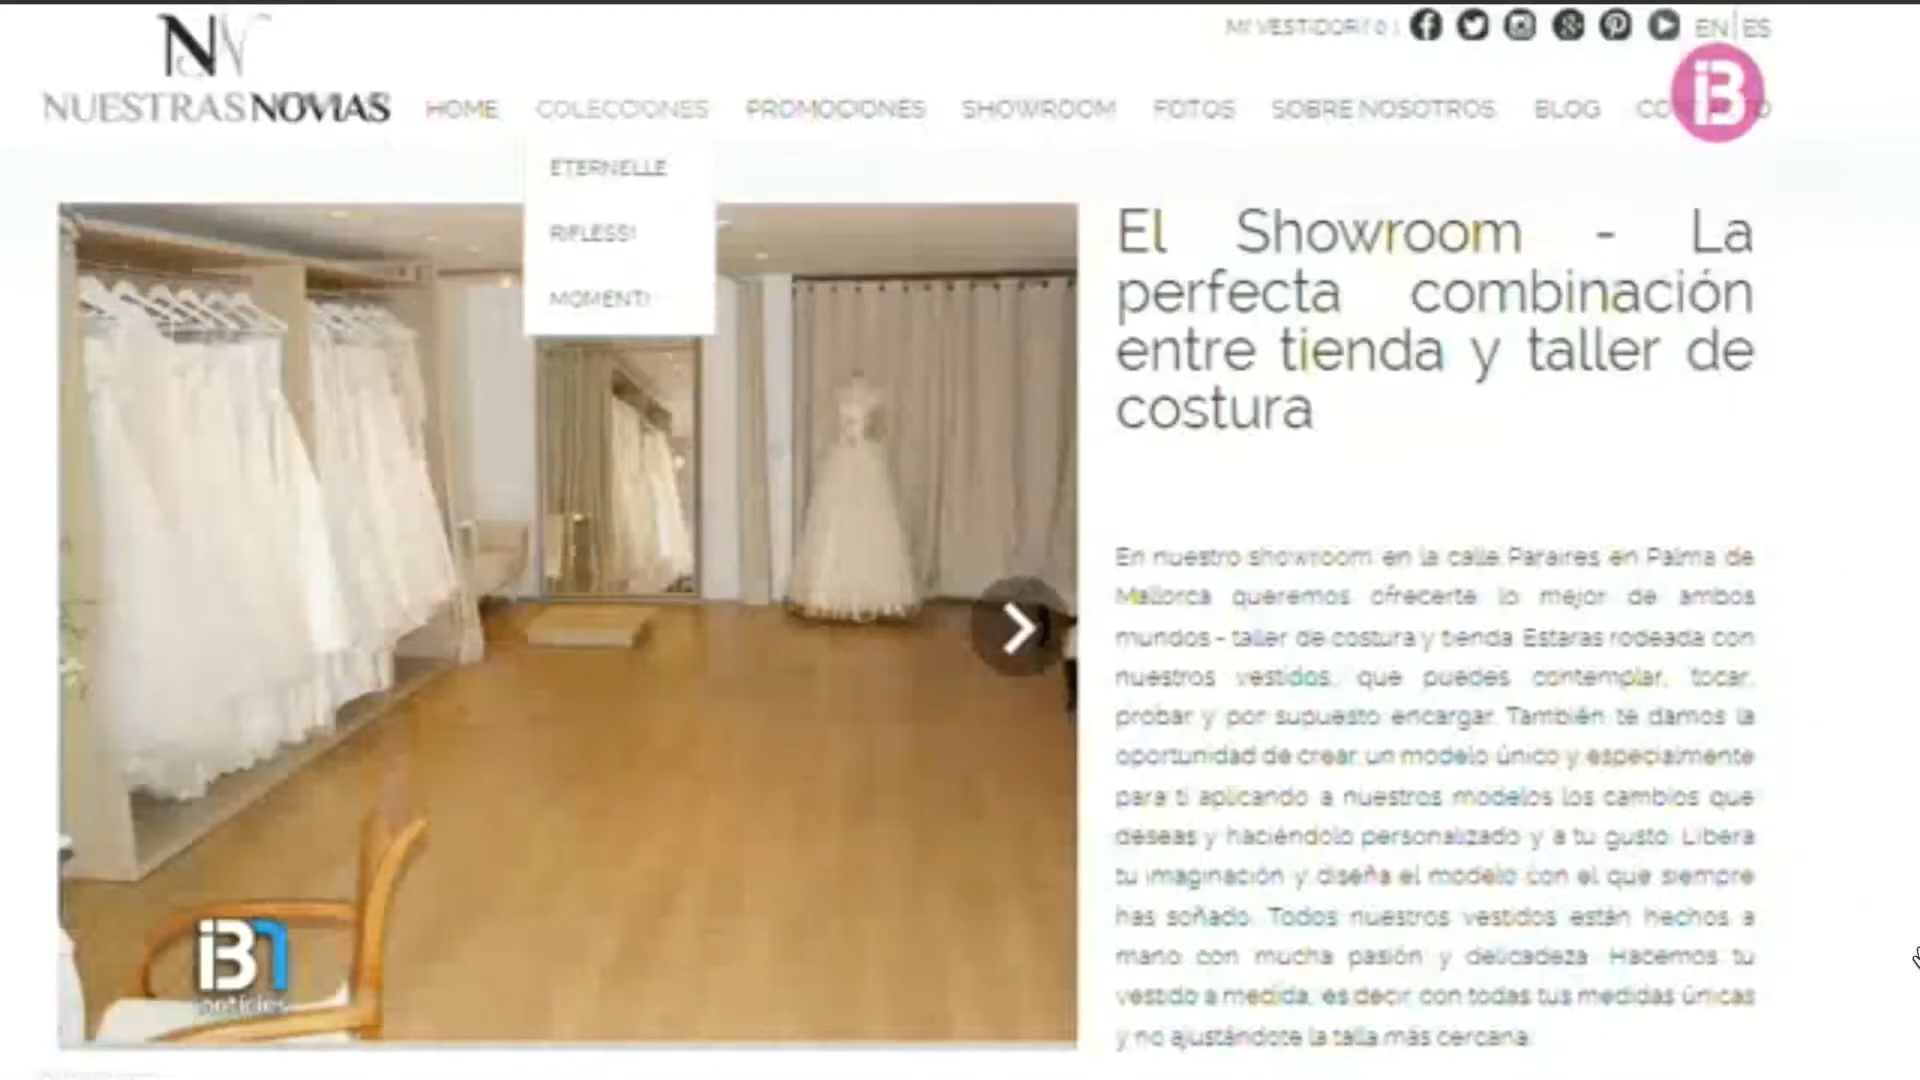 MI VESTIDOR( 0 ) EN|ES
NUESTRASNOVIAS
HOME COLECCIONES PROMOCIONES SHOWROOM FOTOS SOBRE NOSOTROS BLOG
ETERNELLE
RIFLESSI
MOMENTI
El Showroom - La
perfecta combinación
entre tienda y taller de
costura
En nuestro showroom en la calle Paraires en Palma de
Mallorca queremos ofrecerte lo mejor de ambos
mundos - taller de costura y tienda. Estaras rodeada con
nuestros vestidos, que puedes contemplar, tocar,
probar y por supuesto encargar. También te damos la
oportunidad de crear un modelo único y especialmente
para ti aplicando a nuestros modelos los cambios que
deseas y haciéndolo personalizado y a tu gusto. Libera
tu imaginación y diseña el modelo con el que siempre
has soñado. Todos nuestros vestidos están hechos a
mano con mucha pasión y delicadeza. Hacemos tu
vestido a medida, es decir con todas tus medidas únicas
y no ajustándote la talla más cercana.
iB
iB
notícies